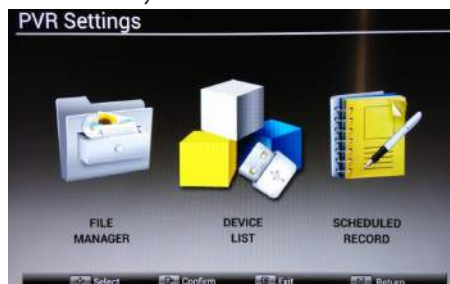 PVR Settings
FILE MANAGER
DEVICE LIST
SCHEDULED RECORD
Select Confirm Exit Return